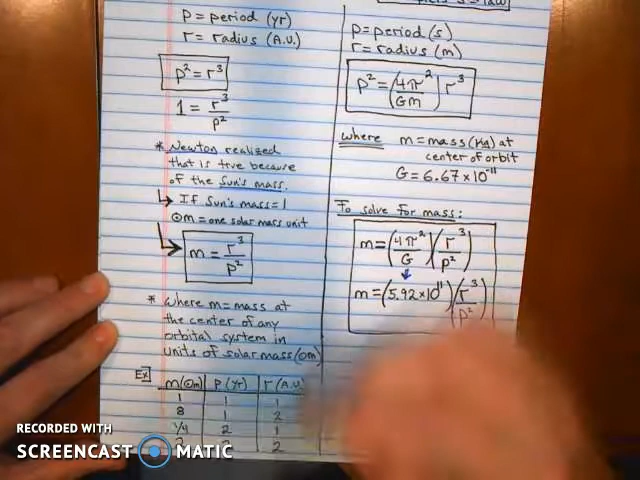 P = period (yr)
r = radius (A.U.)
P² = r³
1 = r³/P²
* Newton realized
that is true because
of the Sun's mass.
↳ If Sun's mass = 1
⊙m = one solar mass unit
m = r³/P²
* where m = mass at
the center of any
orbital system in
units of solar mass (⊙m)
Ex] m(⊙m) P(yr) r(A.U.)
1 1 1
8 1 2
1/4 2 1
2 2
3rd law
P = period (s)
r = radius (m)
P² = (4π²/Gm) r³
where m = mass (kg) at
center of orbit
G = 6.67 x 10⁻¹¹
To solve for mass:
m = (4π²/G)(r³/P²)
m = (5.92 x 10¹¹)(r³/P²)
RECORDED WITH
SCREENCAST O MATIC